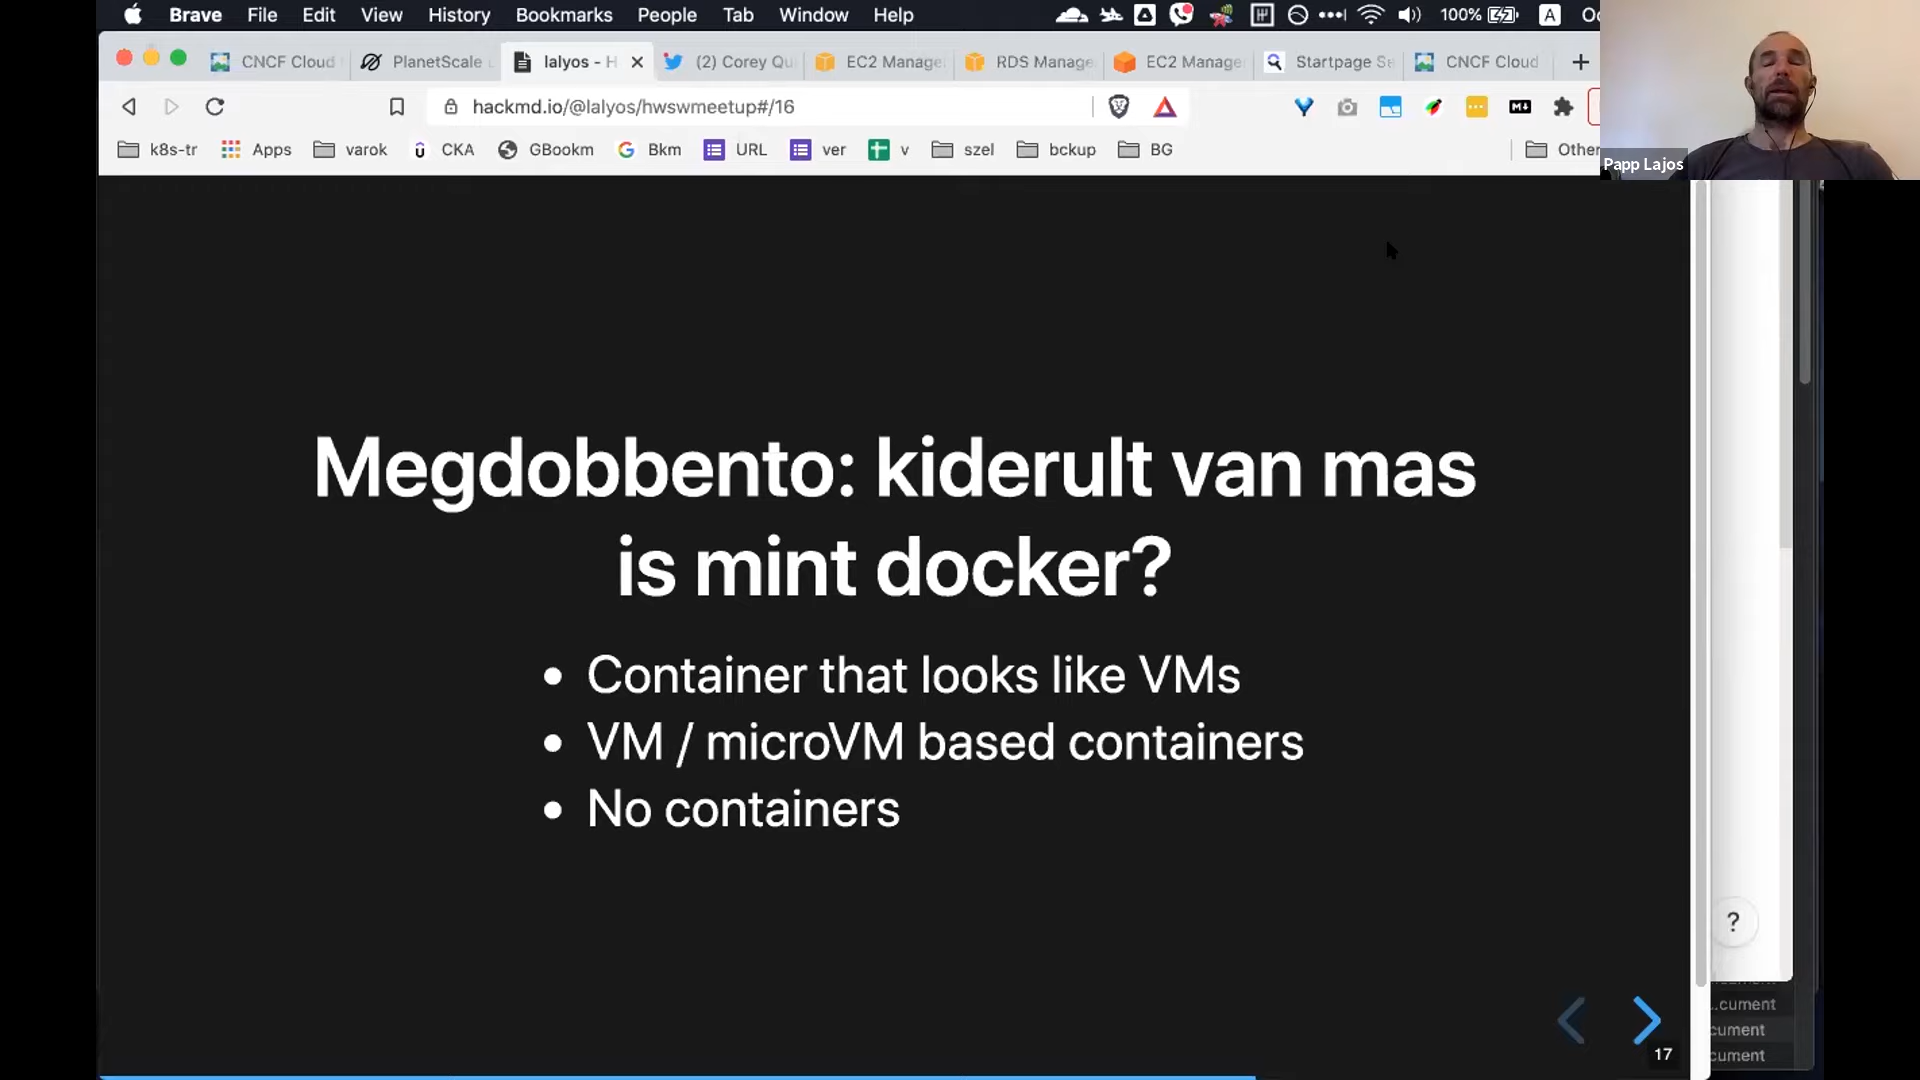 Brave File Edit View History Bookmarks People Tab Window Help 100% A
CNCF Cloud PlanetScale lalyos - H (2) Corey Qu EC2 Manage RDS Manage EC2 Manage Startpage Se CNCF Cloud
hackmd.io/@lalyos/hwswmeetup#/16
k8s-tr Apps varok CKA GBookm Bkm URL ver v szel bckup BG Other
Papp Lajos
Megdobbento: kiderult van mas
is mint docker?
• Container that looks like VMs
• VM / microVM based containers
• No containers
?
...cument
cument
cument
17